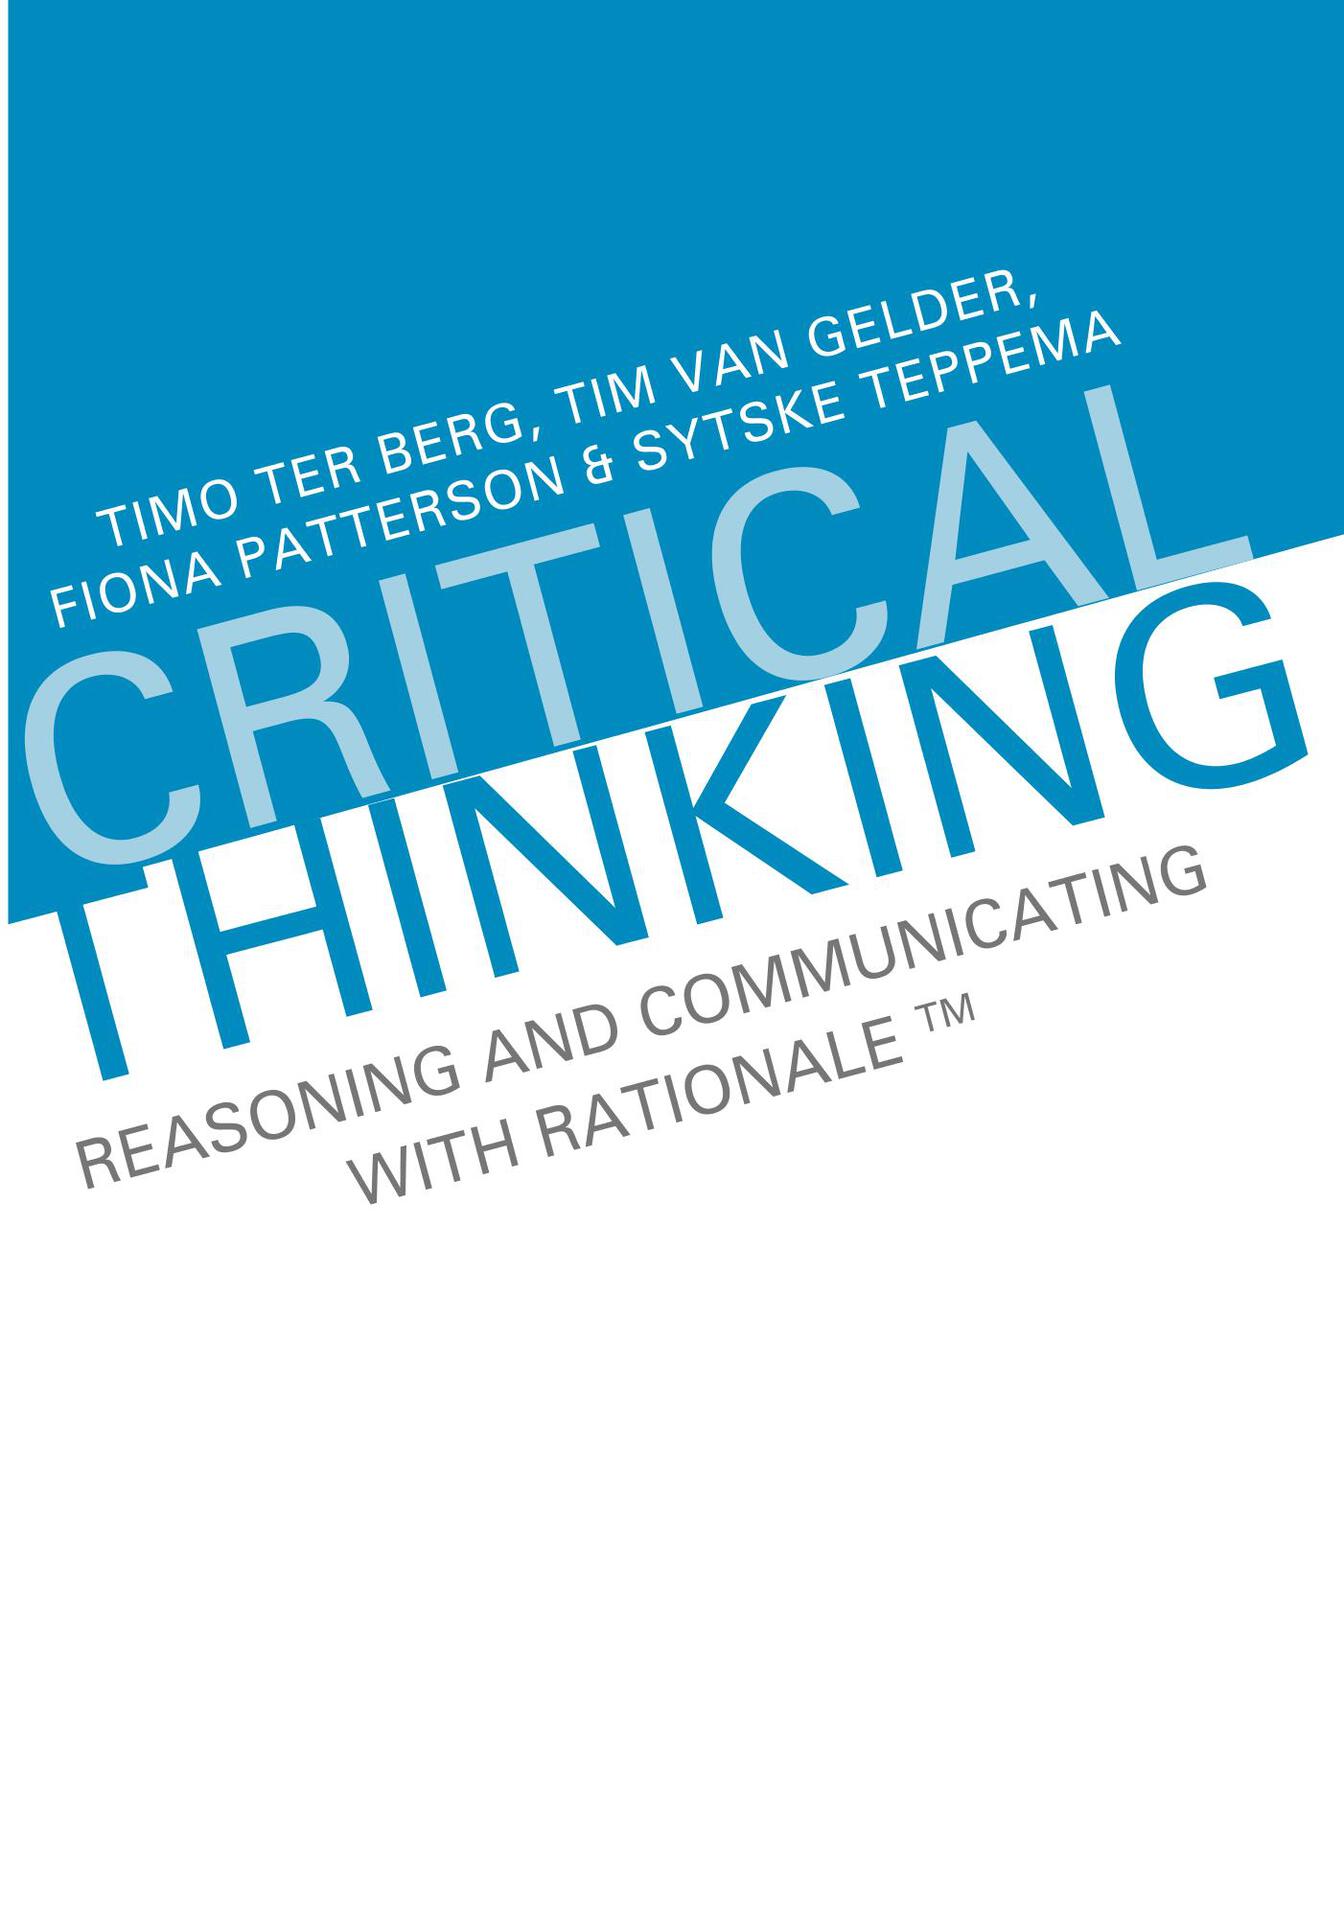 TIMO TER BERG, TIM VAN GELDER,
FIONA PATTERSON & SYTSKE TEPPEMA
CRITICAL
THINKING
REASONING AND COMMUNICATING
WITH RATIONALE ™